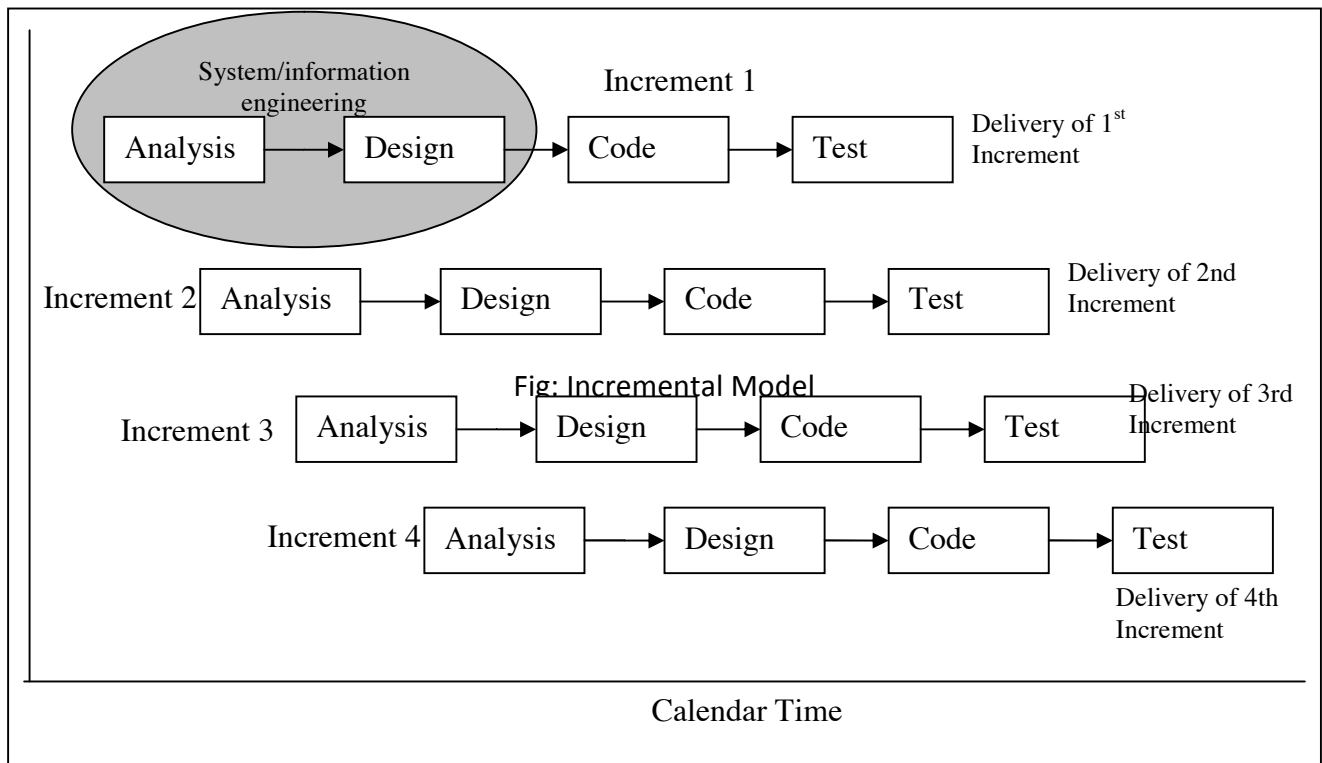 System/information
engineering
Increment 1
Analysis
Design
Code
Test
Delivery of 1st
Increment
Increment 2
Analysis
Design
Code
Test
Delivery of 2nd
Increment
Fig: Incremental Model
Increment 3
Analysis
Design
Code
Test
Delivery of 3rd
Increment
Increment 4
Analysis
Design
Code
Test
Delivery of 4th
Increment
Calendar Time